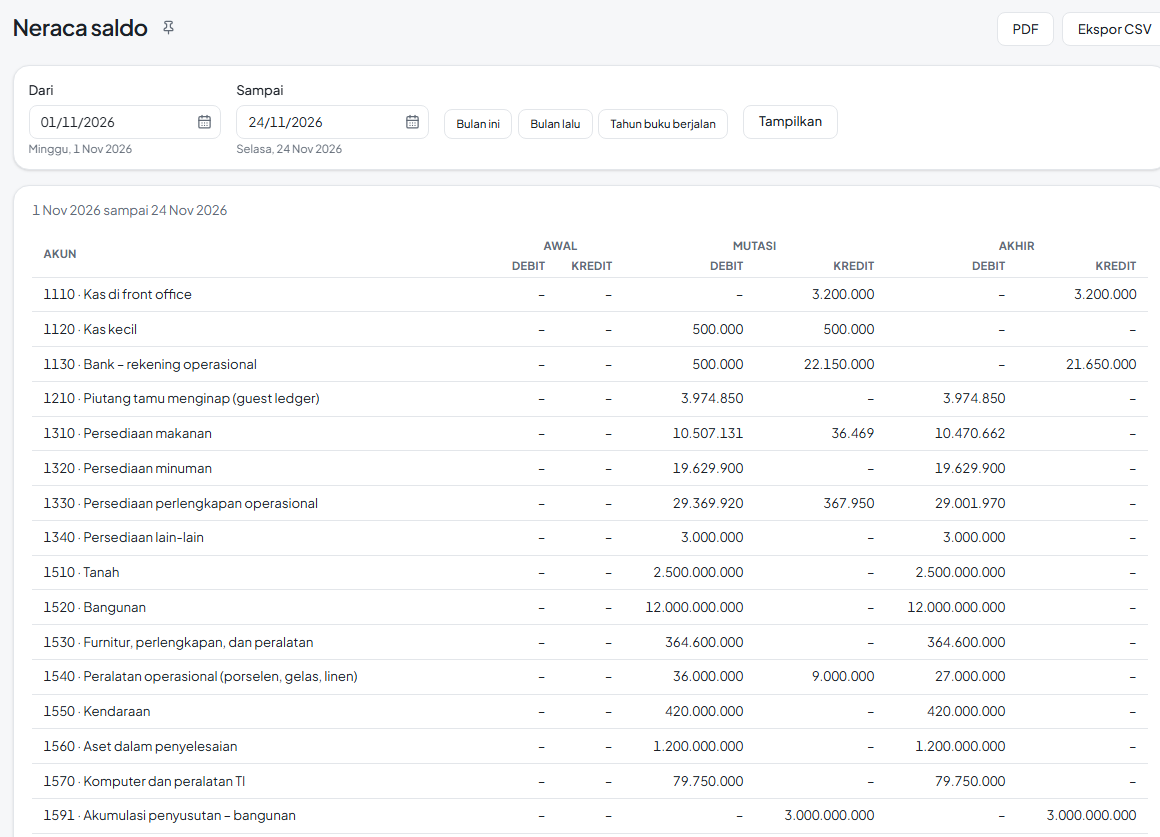 Neraca saldo
PDF
Ekspor CSV
Dari
Sampai
01/11/2026
24/11/2026
Bulan ini
Bulan lalu
Tahun buku berjalan
Tampilkan
Minggu, 1 Nov 2026
Selasa, 24 Nov 2026
1 Nov 2026 sampai 24 Nov 2026
AKUN AWAL MUTASI AKHIR
DEBIT KREDIT DEBIT KREDIT DEBIT KREDIT
1110 · Kas di front office – – – 3.200.000 – 3.200.000
1120 · Kas kecil – – 500.000 500.000 – –
1130 · Bank – rekening operasional – – 500.000 22.150.000 – 21.650.000
1210 · Piutang tamu menginap (guest ledger) – – 3.974.850 – 3.974.850 –
1310 · Persediaan makanan – – 10.507.131 36.469 10.470.662 –
1320 · Persediaan minuman – – 19.629.900 – 19.629.900 –
1330 · Persediaan perlengkapan operasional – – 29.369.920 367.950 29.001.970 –
1340 · Persediaan lain-lain – – 3.000.000 – 3.000.000 –
1510 · Tanah – – 2.500.000.000 – 2.500.000.000 –
1520 · Bangunan – – 12.000.000.000 – 12.000.000.000 –
1530 · Furnitur, perlengkapan, dan peralatan – – 364.600.000 – 364.600.000 –
1540 · Peralatan operasional (porselen, gelas, linen) – – 36.000.000 9.000.000 27.000.000 –
1550 · Kendaraan – – 420.000.000 – 420.000.000 –
1560 · Aset dalam penyelesaian – – 1.200.000.000 – 1.200.000.000 –
1570 · Komputer dan peralatan TI – – 79.750.000 – 79.750.000 –
1591 · Akumulasi penyusutan – bangunan – – – 3.000.000.000 – 3.000.000.000